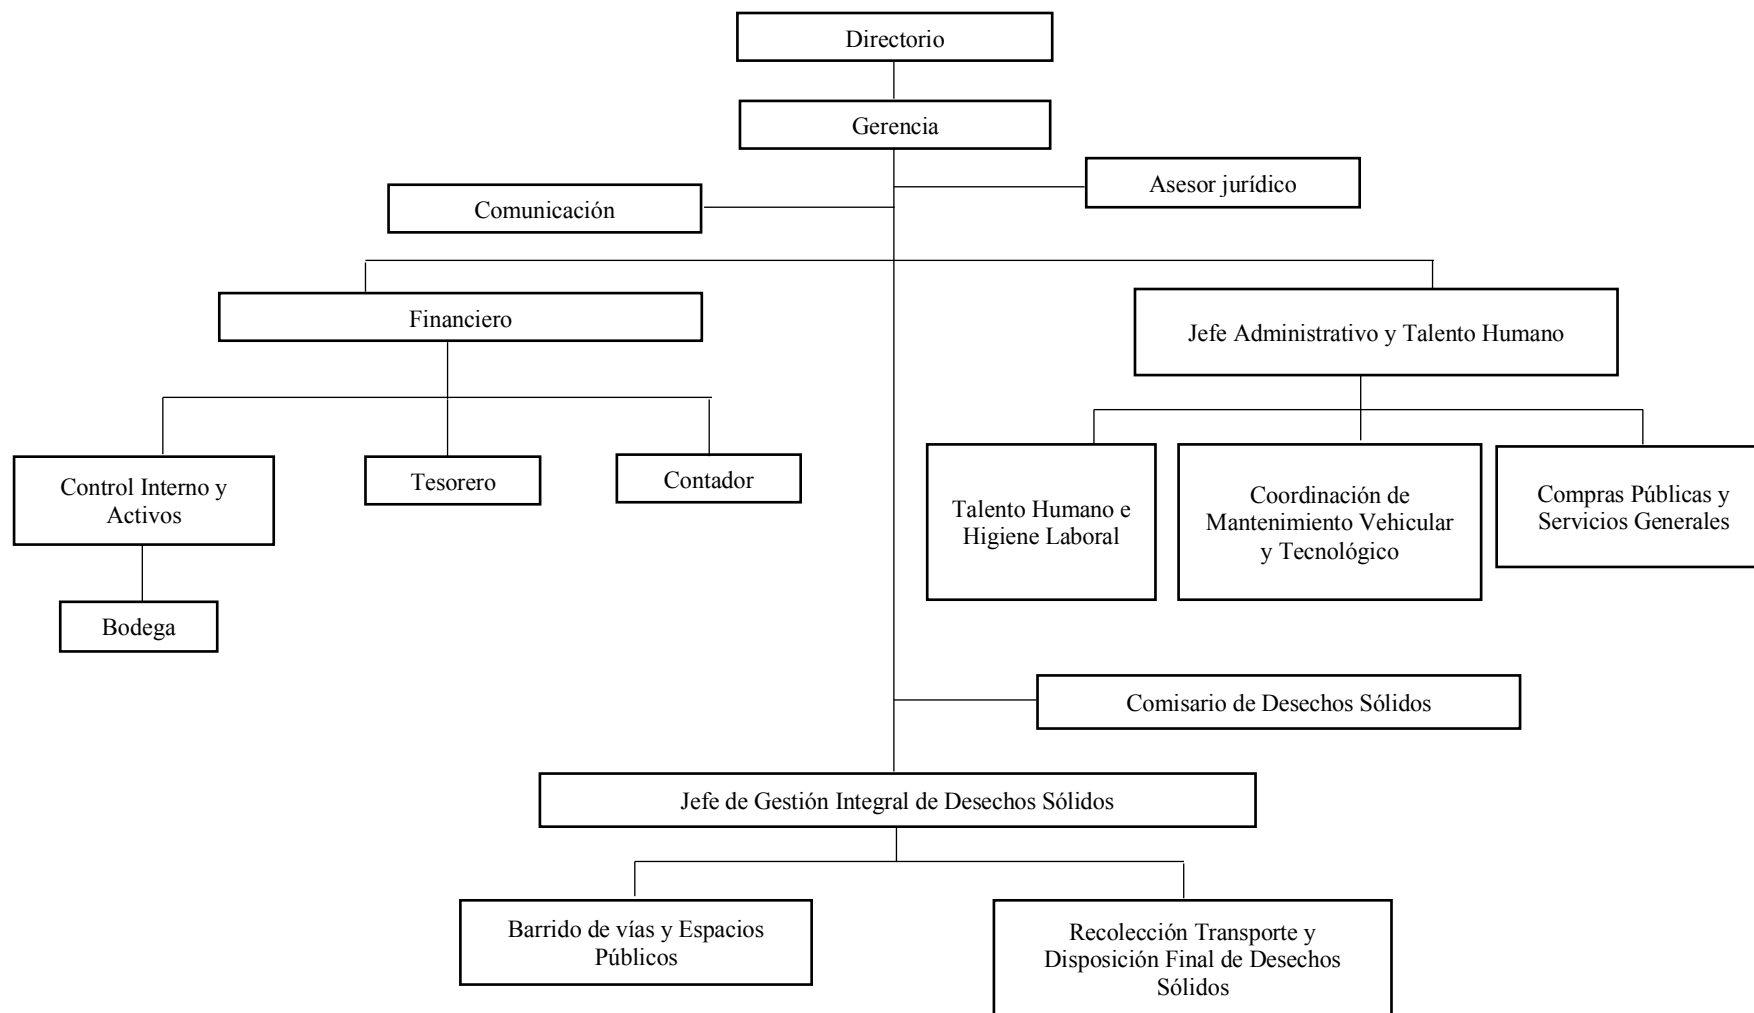 Directorio
Gerencia
Asesor jurídico
Comunicación
Financiero
Jefe Administrativo y Talento Humano
Control Interno y
Activos
Tesorero
Contador
Talento Humano e
Higiene Laboral
Coordinación de
Mantenimiento Vehicular
y Tecnológico
Compras Públicas y
Servicios Generales
Bodega
Comisario de Desechos Sólidos
Jefe de Gestión Integral de Desechos Sólidos
Barrido de vías y Espacios
Públicos
Recolección Transporte y
Disposición Final de Desechos
Sólidos